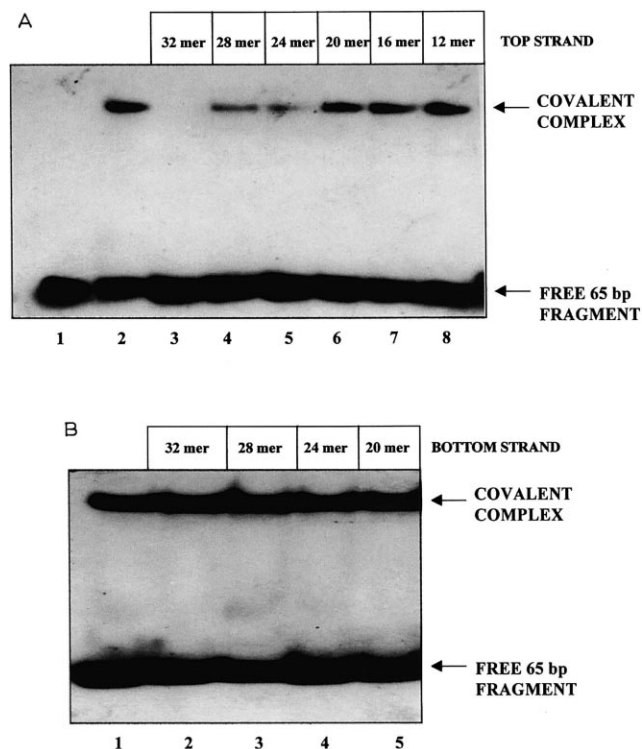 A
32 mer 28 mer 24 mer 20 mer 16 mer 12 mer TOP STRAND
COVALENT
COMPLEX
FREE 65 bp
FRAGMENT
1 2 3 4 5 6 7 8
B
32 mer 28 mer 24 mer 20 mer BOTTOM STRAND
COVALENT
COMPLEX
FREE 65 bp
FRAGMENT
1 2 3 4 5